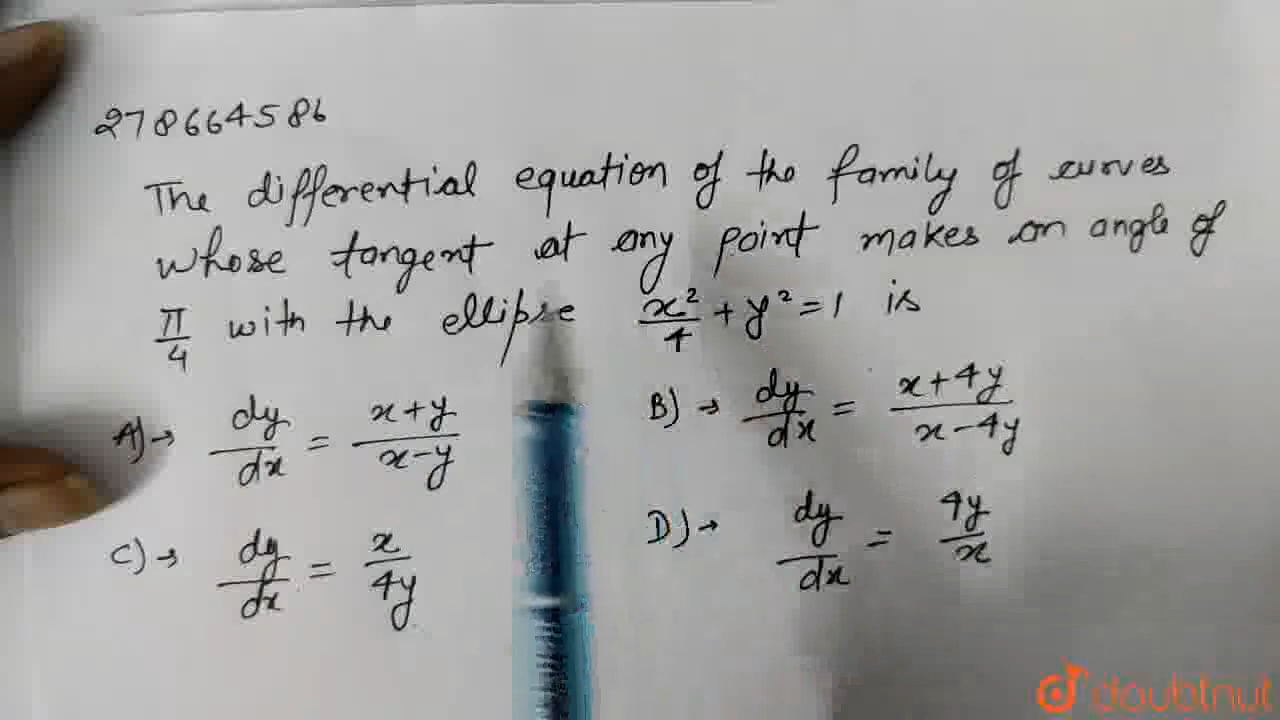 278664586
The differential equation of the family of curves
whose tangent at any point makes an angle of
π/4 with the ellipse x²/4 + y² = 1 is
A) → dy/dx = x+y/x-y
B) → dy/dx = x+4y/x-4y
C) → dy/dx = x/4y
D) → dy/dx = 4y/x
doubtnut